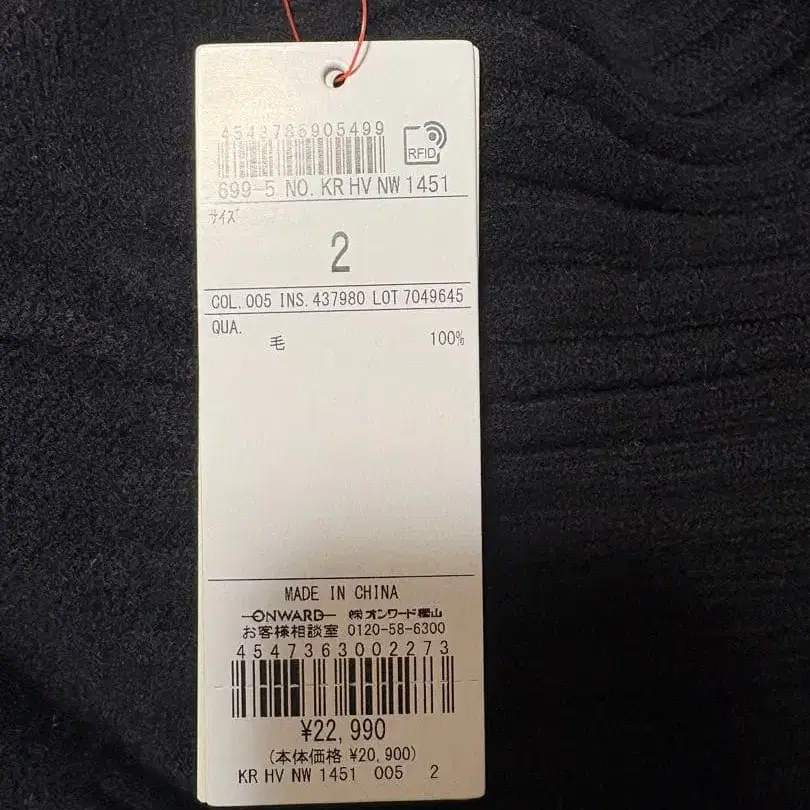 4543785905499
RFID
699-5 NO. KR HV NW 1451
ｻｲｽﾞ
2
COL. 005 INS. 437980 LOT 7049645
QUA.
毛 100%
MADE IN CHINA
ONWARD ㈱オンワード樫山
お客様相談室 0120-58-6300
4547363002273
¥22,990
(本体価格 ¥20,900)
KR HV NW 1451 005 2